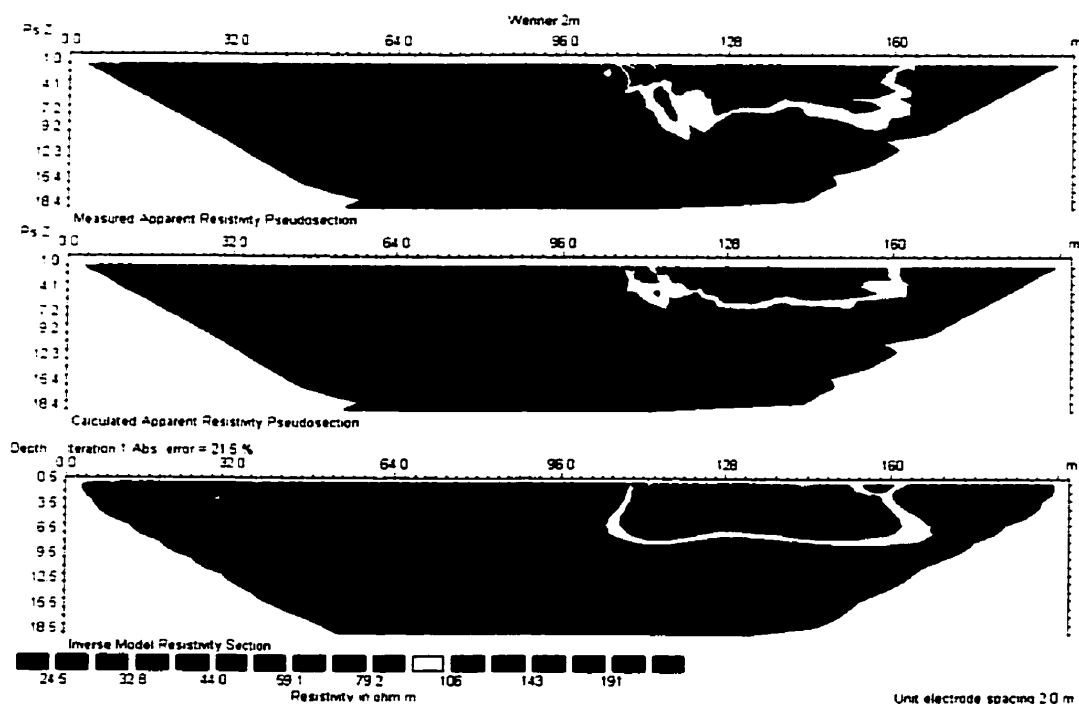 Wenner 2m
Ps.Z 0.0 32.0 64.0 96.0 128 160 m
1.0
4.1
7.2
9.2
12.3
15.4
18.4
Measured Apparent Resistivity Pseudosection
Ps.Z 0.0 32.0 64.0 96.0 128 160 m
1.0
4.1
7.2
9.2
12.3
15.4
18.4
Calculated Apparent Resistivity Pseudosection
Depth Iteration 1 Abs. error = 21.5 %
0.0 32.0 64.0 96.0 128 160 m
0.5
3.5
6.5
9.5
12.5
15.5
18.5
Inverse Model Resistivity Section
24.5 32.8 44.0 59.1 79.2 106 143 191
Resistivity in ohm m
Unit electrode spacing 2.0 m